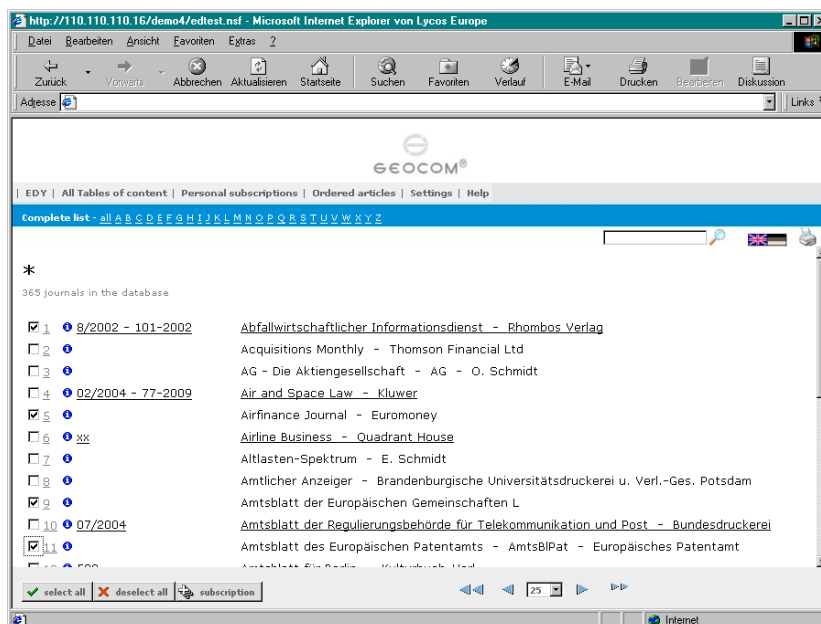 http://110.110.110.16/demo4/edtest.nsf - Microsoft Internet Explorer von Lycos Europe
Datei Bearbeiten Ansicht Favoriten Extras ?
Zurück Vorwärts Abbrechen Aktualisieren Startseite Suchen Favoriten Verlauf E-Mail Drucken Bearbeiten Diskussion
Adresse Links
GEOCOM®
| EDY | All Tables of content | Personal subscriptions | Ordered articles | Settings | Help
Complete list - all A B C D E F G H I J K L M N O P Q R S T U V W X Y Z
*
365 journals in the database
1 8/2002 - 101-2002 Abfallwirtschaftlicher Informationsdienst - Rhombos Verlag
2 Acquisitions Monthly - Thomson Financial Ltd
3 AG - Die Aktiengesellschaft - AG - O. Schmidt
4 02/2004 - 77-2009 Air and Space Law - Kluwer
5 Airfinance Journal - Euromoney
6 xx Airline Business - Quadrant House
7 Altlasten-Spektrum - E. Schmidt
8 Amtlicher Anzeiger - Brandenburgische Universitätsdruckerei u. Verl.-Ges. Potsdam
9 Amtsblatt der Europäischen Gemeinschaften L
10 07/2004 Amtsblatt der Regulierungsbehörde für Telekommunikation und Post - Bundesdruckerei
11 Amtsblatt des Europäischen Patentamts - AmtsBlPat - Europäisches Patentamt
select all deselect all subscription 25
Internet